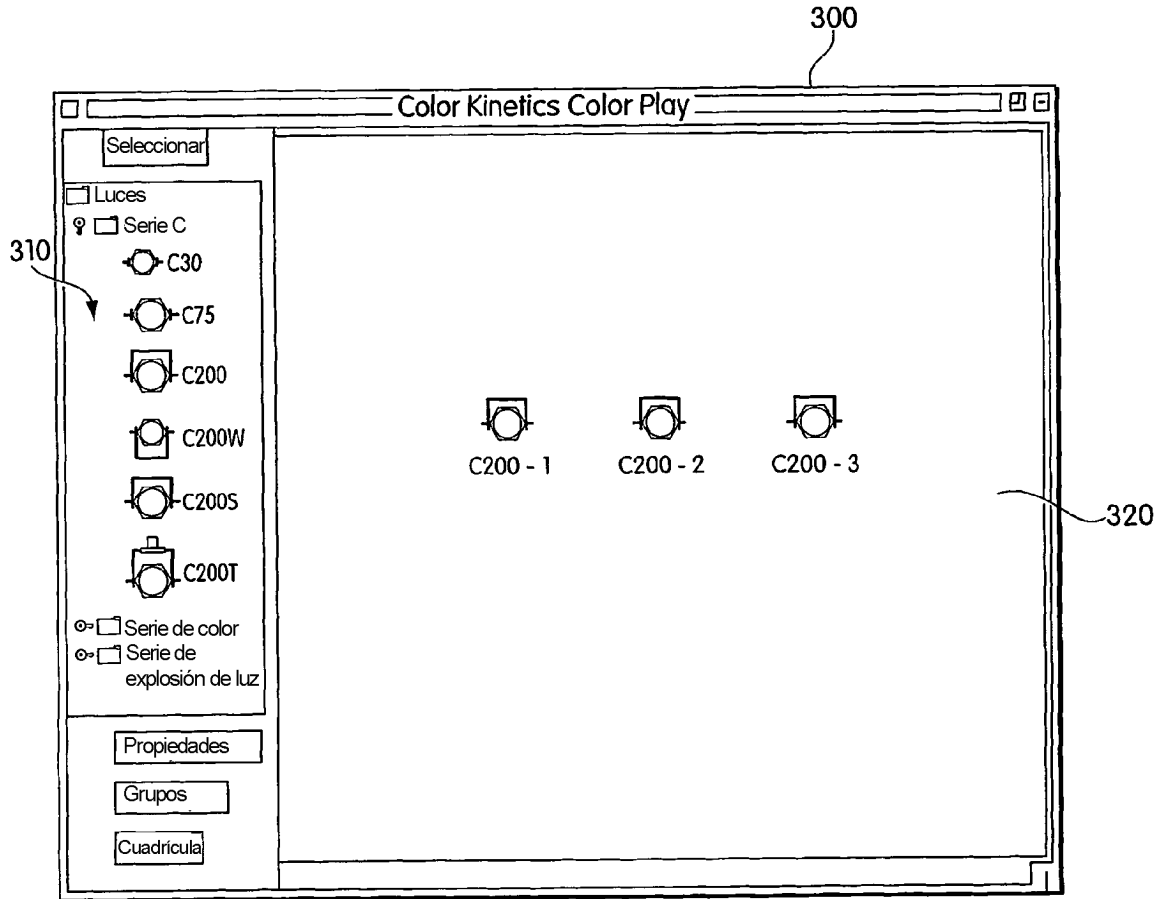 300
Color Kinetics Color Play
Seleccionar
Luces
Serie C
310
C30
C75
C200
C200W
C200S
C200T
Serie de color
Serie de
explosión de luz
C200 - 1 C200 - 2 C200 - 3
320
Propiedades
Grupos
Cuadrícula